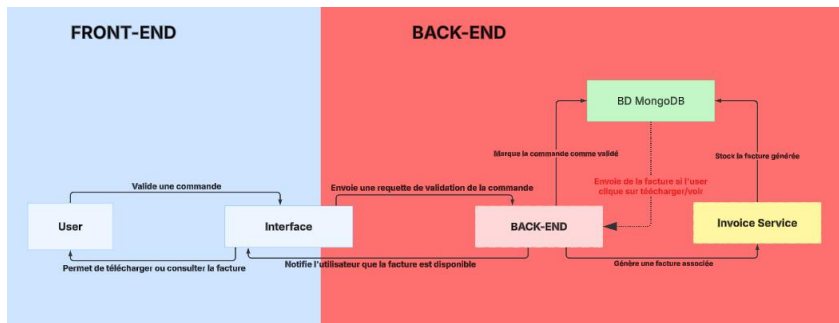 FRONT-END
BACK-END
BD MongoDB
Marque la commande comme validé
Stock la facture générée
Envoie de la facture si l'user
clique sur téécharger/voir
Valide une commande
Envoie une requette de validation de la commande
User
Interface
BACK-END
Invoice Service
Permet de télécharger ou consulter la facture
Notifie l'utilisateur que la facture est disponible
Génère une facture associée